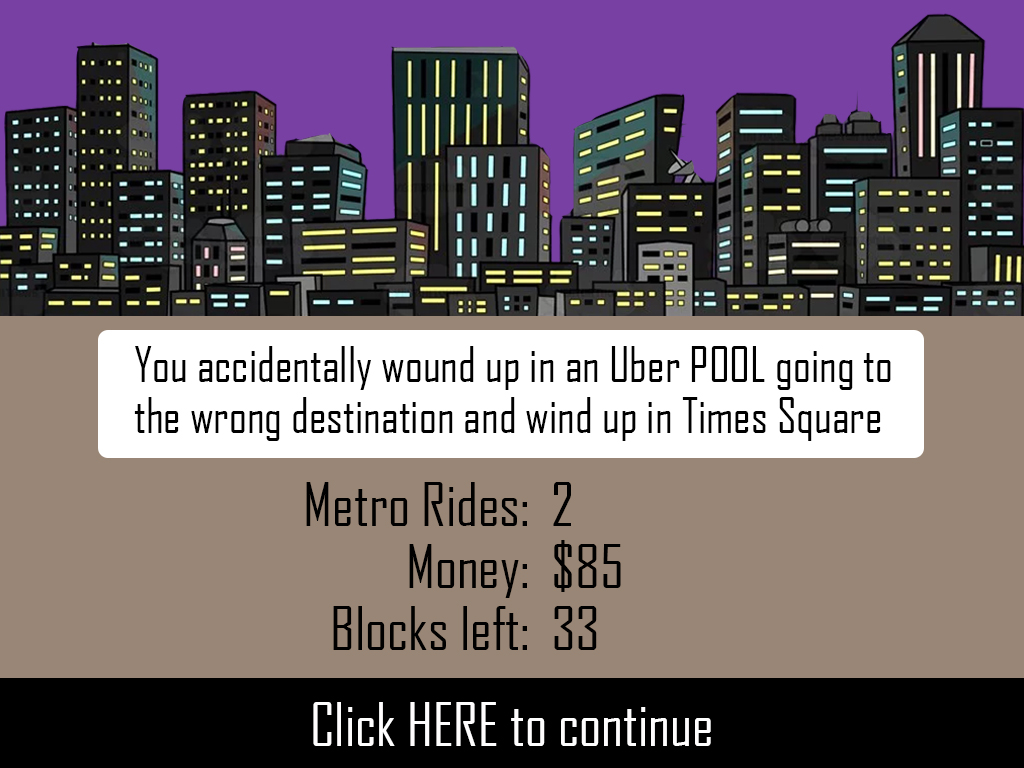 You accidentally wound up in an Uber POOL going to
the wrong destination and wind up in Times Square
Metro Rides: 2
Money: $85
Blocks left: 33
Click HERE to continue